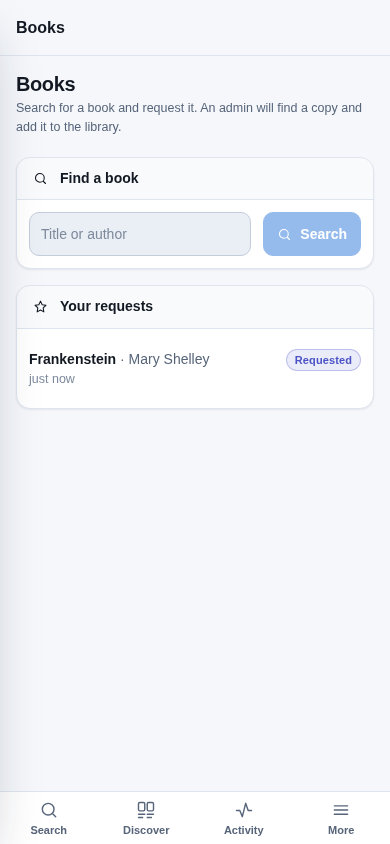 Books
Books
Search for a book and request it. An admin will find a copy and
add it to the library.
Find a book
Title or author
Search
Your requests
Frankenstein · Mary Shelley
Requested
just now
Search
Discover
Activity
More